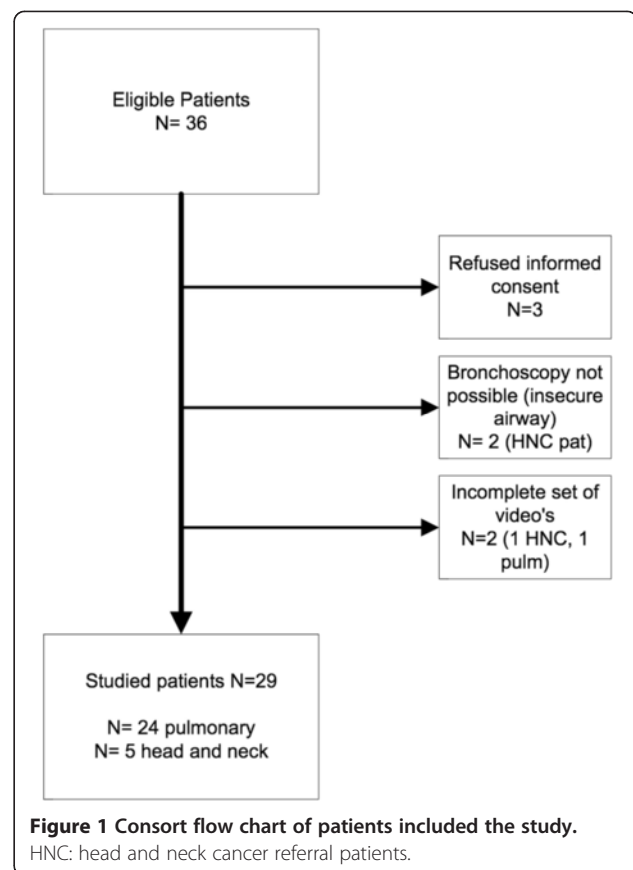 Eligible Patients
N= 36
Refused informed
consent
N=3
Bronchoscopy not
possible (insecure
airway)
N= 2 (HNC pat)
Incomplete set of
video's
N=2 (1 HNC, 1
pulm)
Studied patients N=29
N= 24 pulmonary
N= 5 head and neck
Figure 1 Consort flow chart of patients included the study.
HNC: head and neck cancer referral patients.